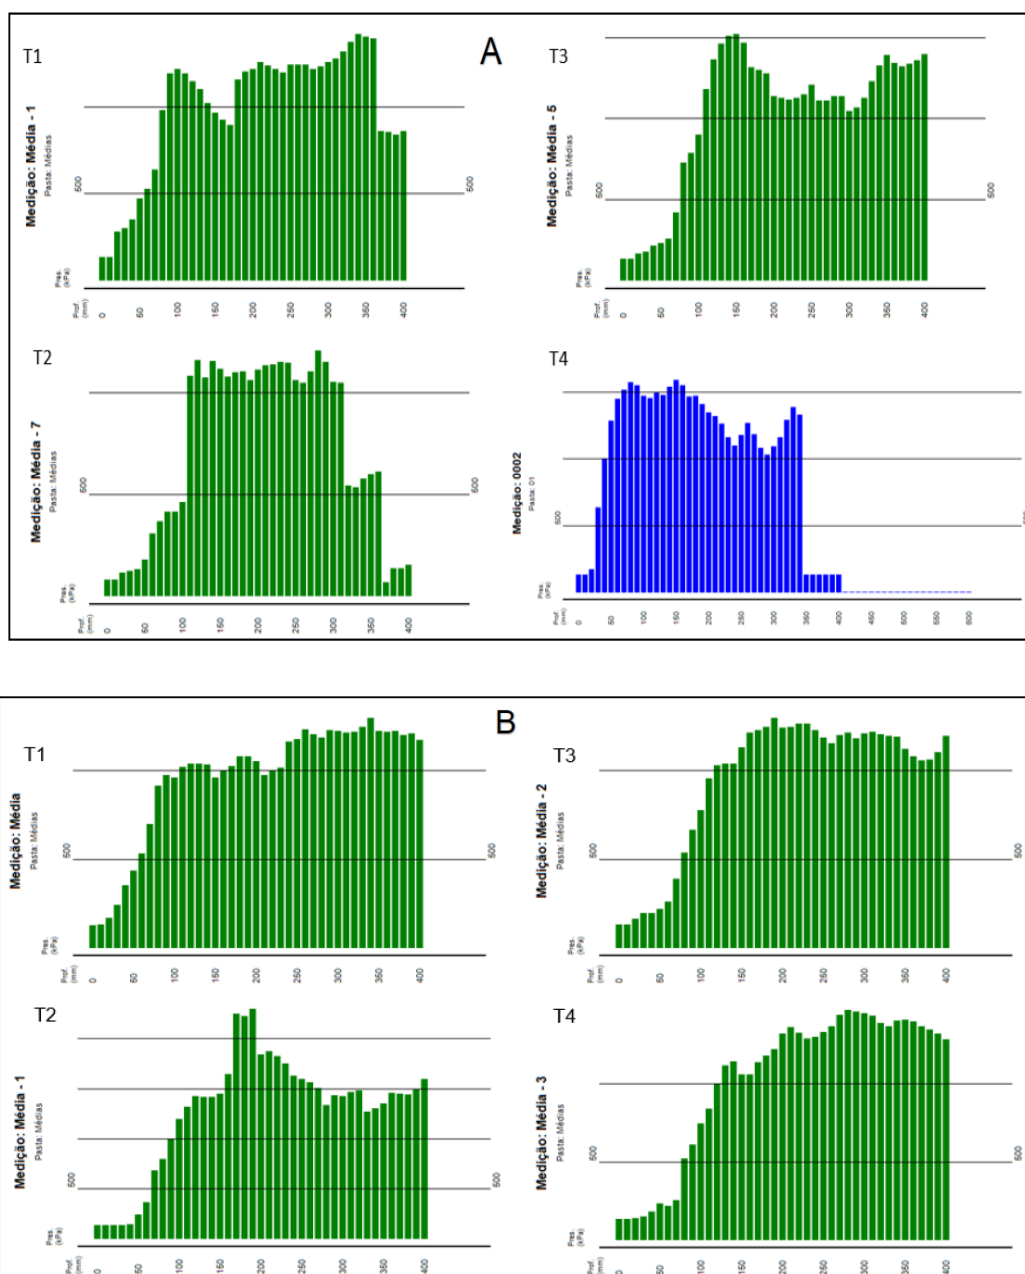 A
T1
Medição: Média - 1
Pasta: Médias
500
500
Pres.
(kPa)
Prof.
(mm)
0 50 100 150 200 250 300 350 400
T3
Medição: Média - 5
500
500
Pres.
(kPa)
Prof.
(mm)
0 50 100 150 200 250 300 350 400
T2
Medição: Média - 7
Pasta: Médias
500
500
Pres.
(kPa)
Prof.
(mm)
0 50 100 150 200 250 300 350 400
T4
Medição: 0002
Pasta: 01
500
Pres.
(kPa)
Prof.
(mm)
0 50 100 150 200 250 300 350 400 450 500 550 600
B
T1
Medição: Média
Pasta: Médias
500
500
Pres.
(kPa)
Prof.
(mm)
0 50 100 150 200 250 300 350 400
T3
Medição: Média - 2
Pasta: Médias
500
500
Pres.
(kPa)
Prof.
(mm)
0 50 100 150 200 250 300 350 400
T2
Medição: Média - 1
Pasta: Médias
500
500
Pres.
(kPa)
Prof.
(mm)
0 50 100 150 200 250 300 350 400
T4
Medição: Média - 3
Pasta: Médias
500
500
Pres.
(kPa)
Prof.
(mm)
0 50 100 150 200 250 300 350 400